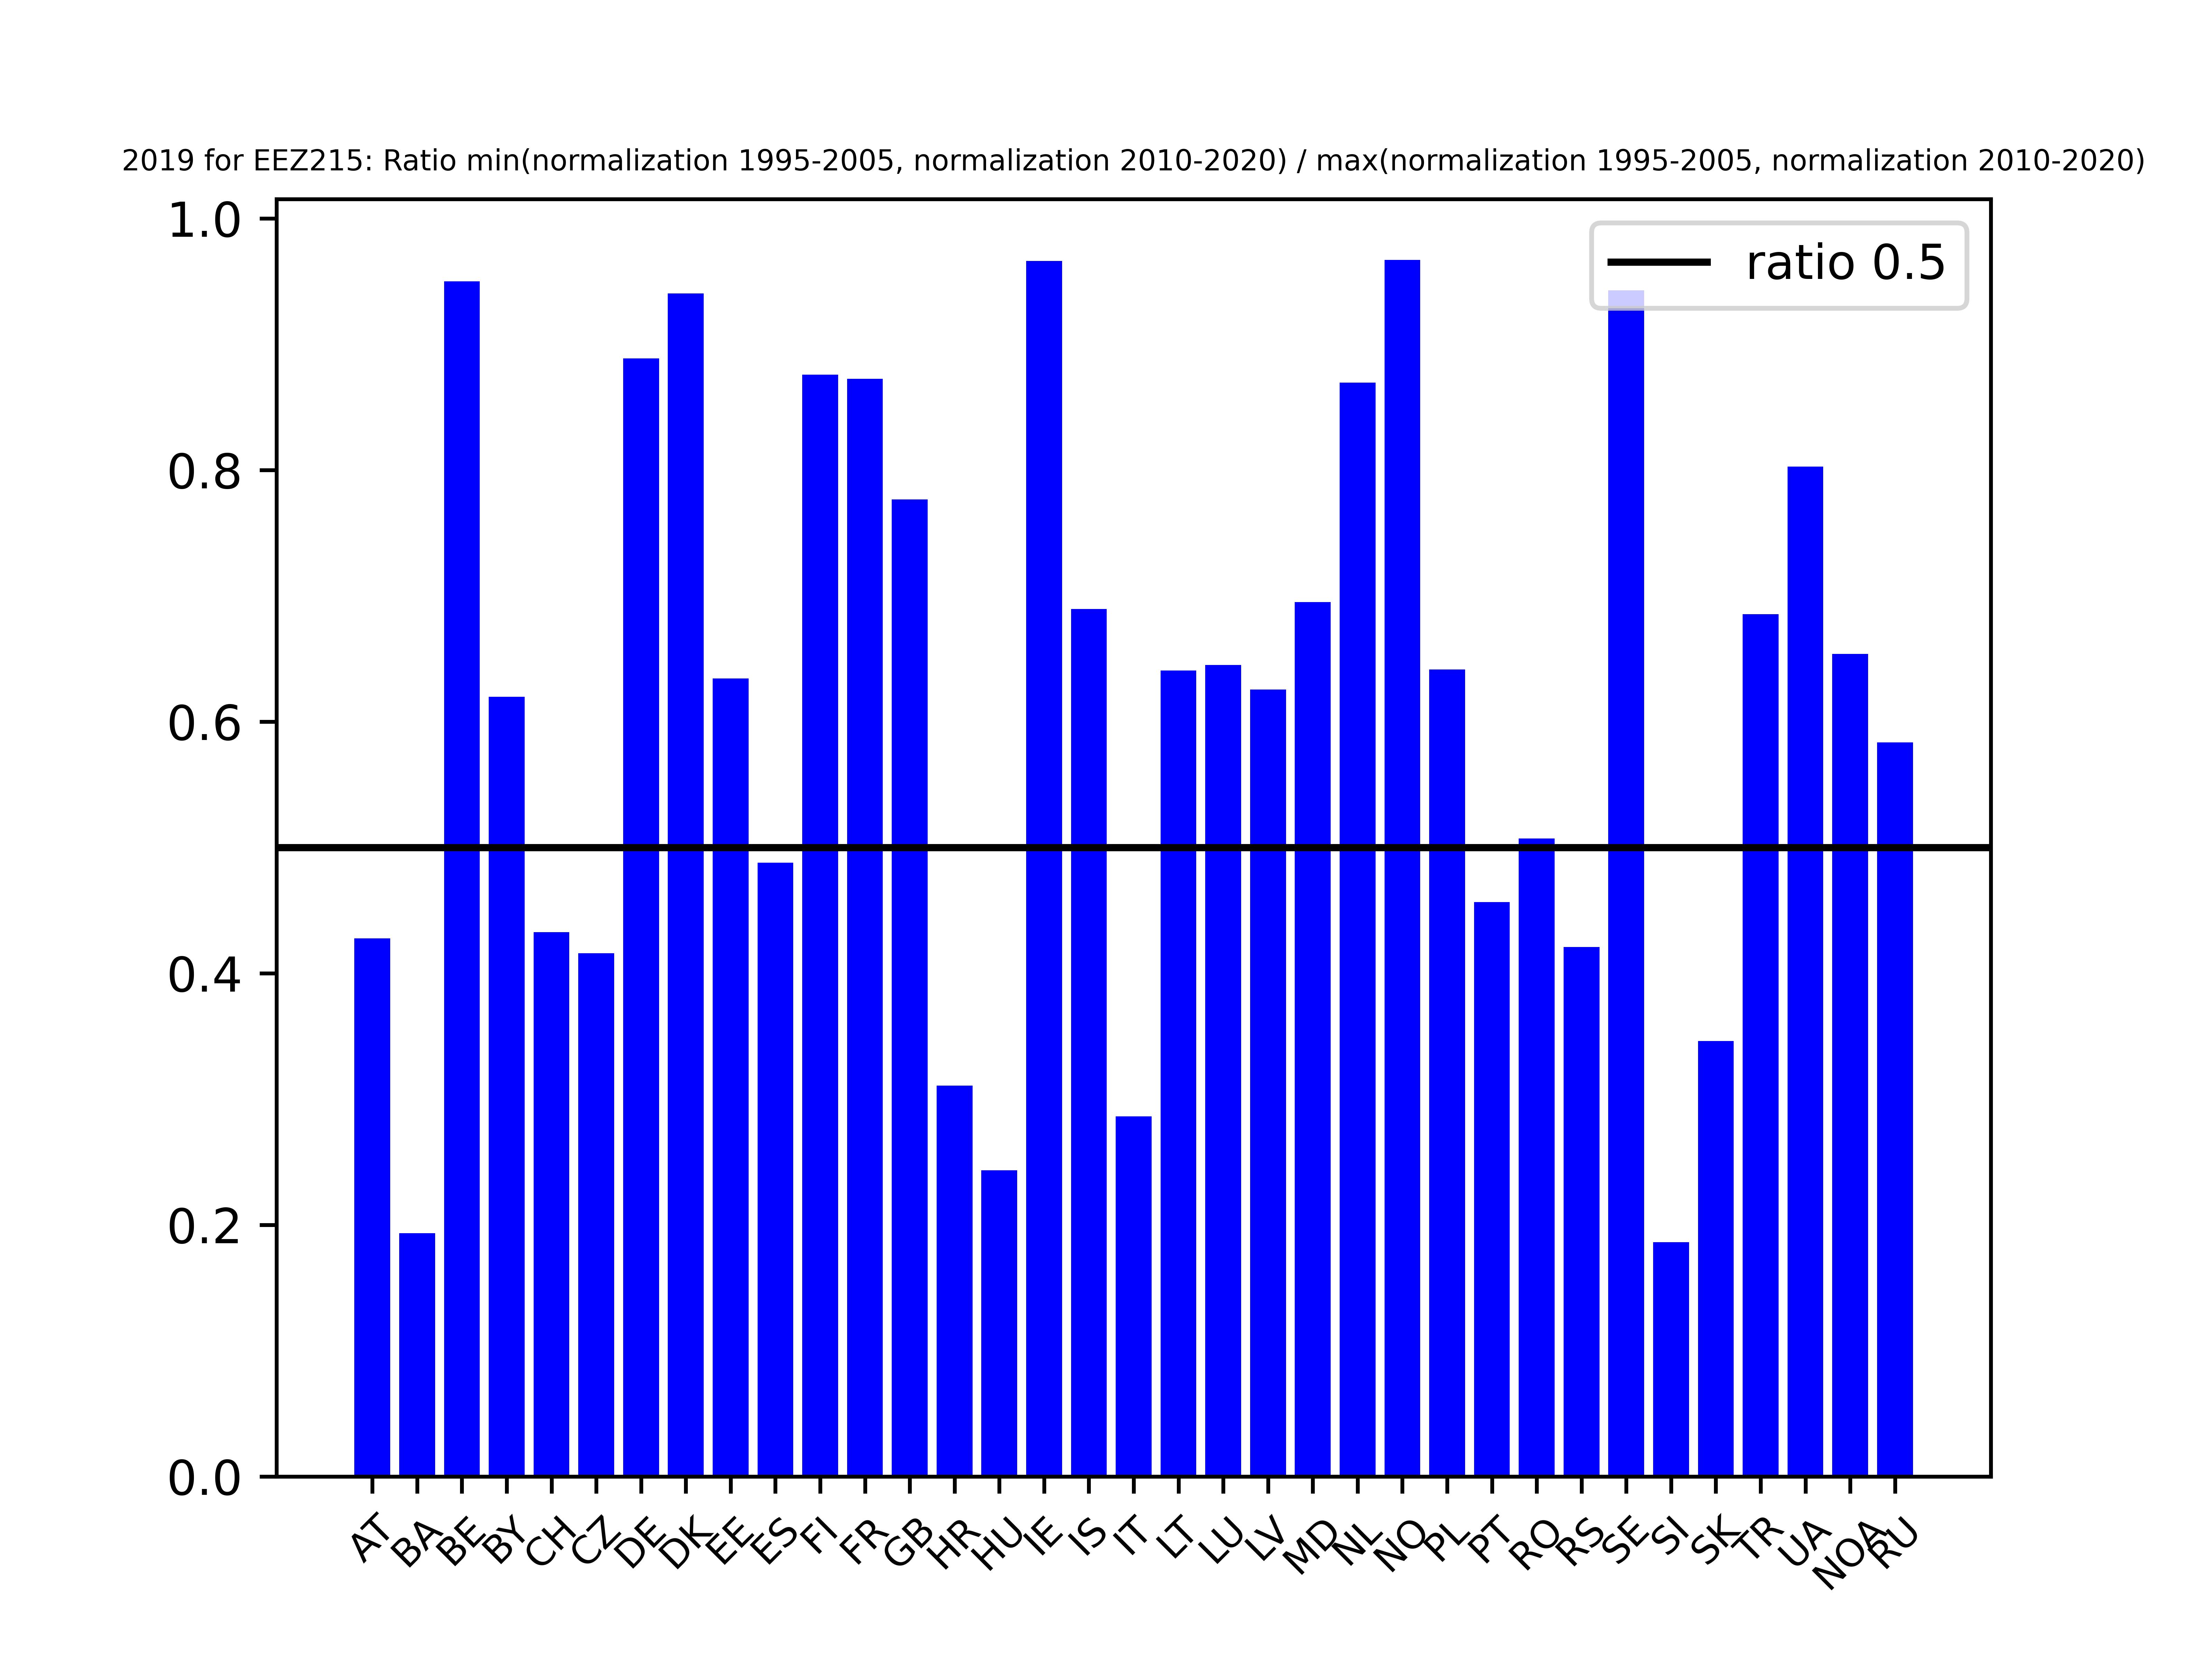 2019 for EEZ215: Ratio min(normalization 1995-2005, normalization 2010-2020) / max(normalization 1995-2005, normalization 2010-2020)
1.0
ratio 0.5
0.8
0.6
0.4
0.2
0.0
AT BA BE BY CH CZ DE DK EE ES FI FR GB HR HU IE IS IT LT LU LV MD NL NO PL PT RO RS SE SI SK TR UA NOA RU